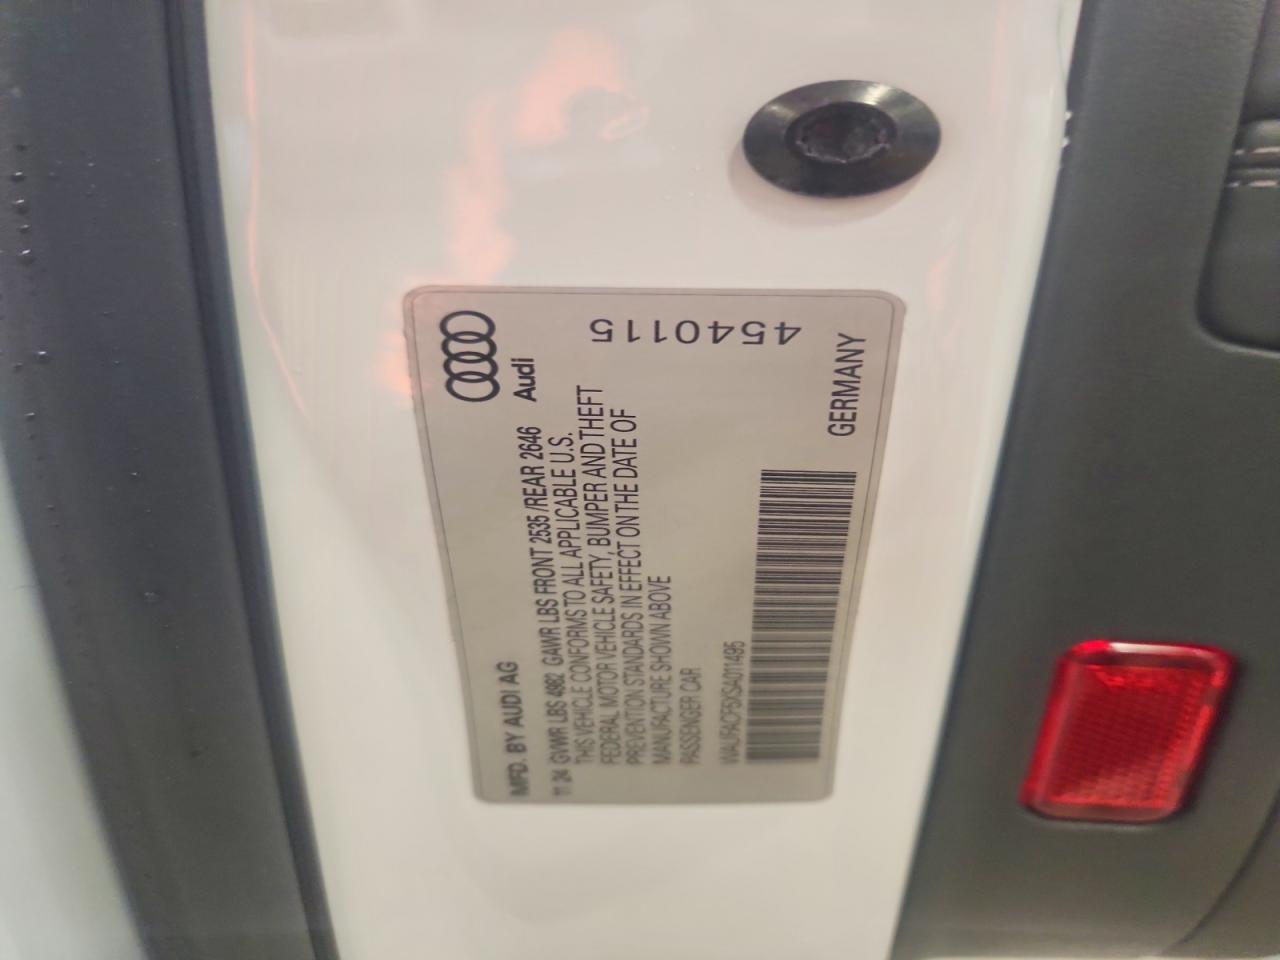 MFD. BY AUDI AG
Audi
11 24 GVWR LBS 4982 GAWR LBS FRONT 2535 /REAR 2646
THIS VEHICLE CONFORMS TO ALL APPLICABLE U.S.
FEDERAL MOTOR VEHICLE SAFETY, BUMPER AND THEFT
PREVENTION STANDARDS IN EFFECT ON THE DATE OF
MANUFACTURE SHOWN ABOVE
PASSENGER CAR
WAUFACF5XSA011495
GERMANY
4540115